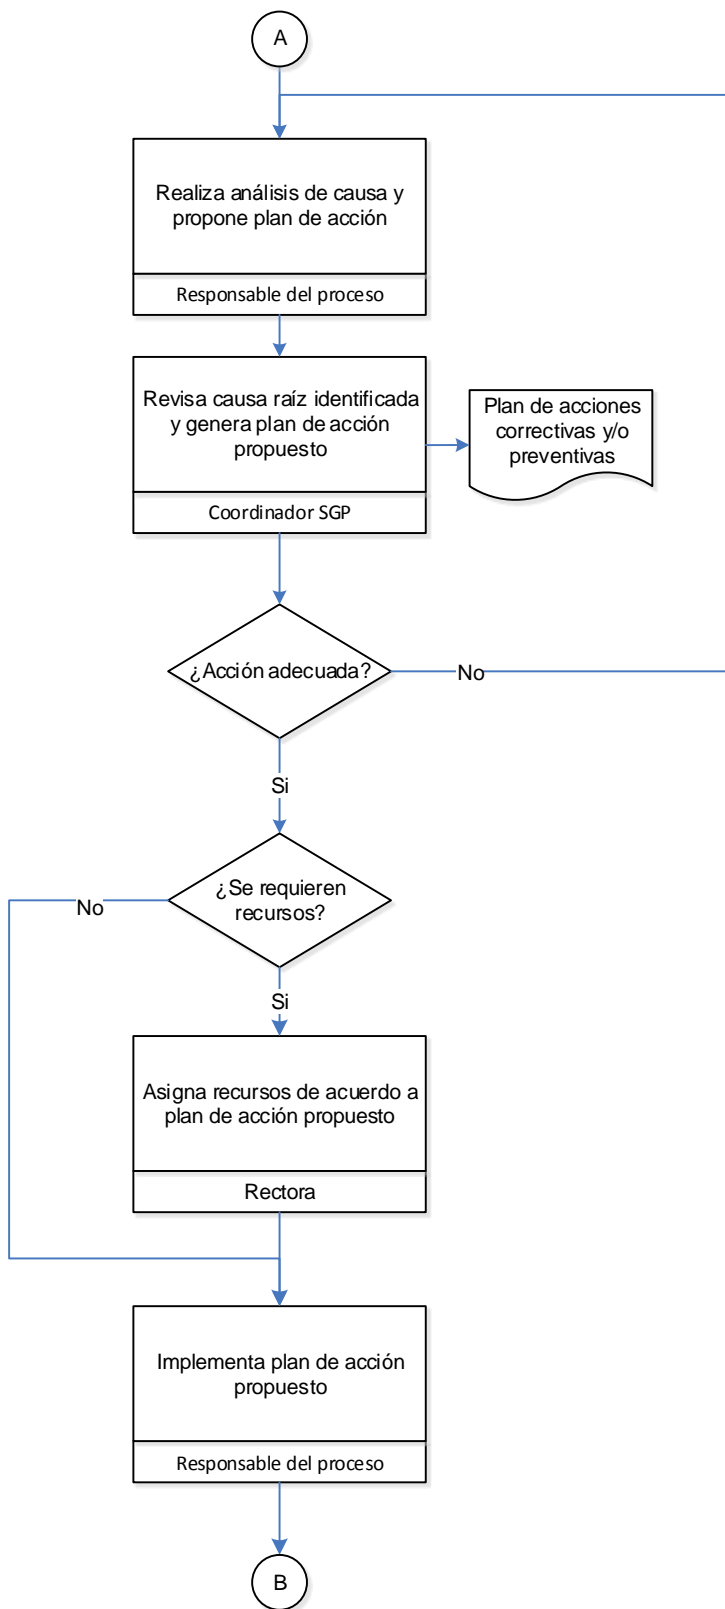 A
Realiza análisis de causa y
propone plan de acción
Responsable del proceso
Revisa causa raíz identificada
y genera plan de acción
propuesto
Coordinador SGP
Plan de acciones
correctivas y/o
preventivas
¿Acción adecuada?
No
Si
¿Se requieren
recursos?
No
Si
Asigna recursos de acuerdo a
plan de acción propuesto
Rectora
Implementa plan de acción
propuesto
Responsable del proceso
B